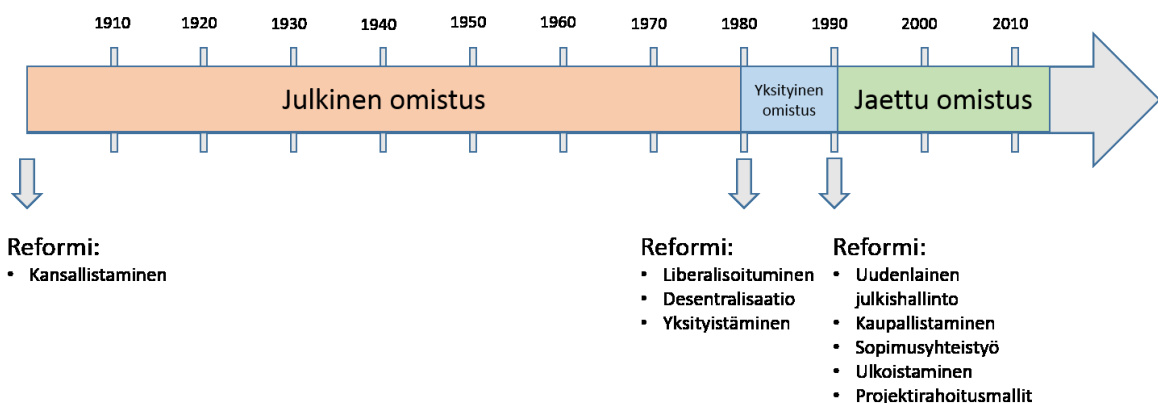 1910 1920 1930 1940 1950 1960 1970 1980 1990 2000 2010
Julkinen omistus
Yksityinen
omistus
Jaettu omistus
Reformi:
• Kansallistaminen
Reformi:
• Liberalisoituminen
• Desentralisaatio
• Yksityistäminen
Reformi:
• Uudenlainen
julkishallinto
• Kaupallistaminen
• Sopimusyhteistyö
• Ulkoistaminen
• Projektirahoitusmallit